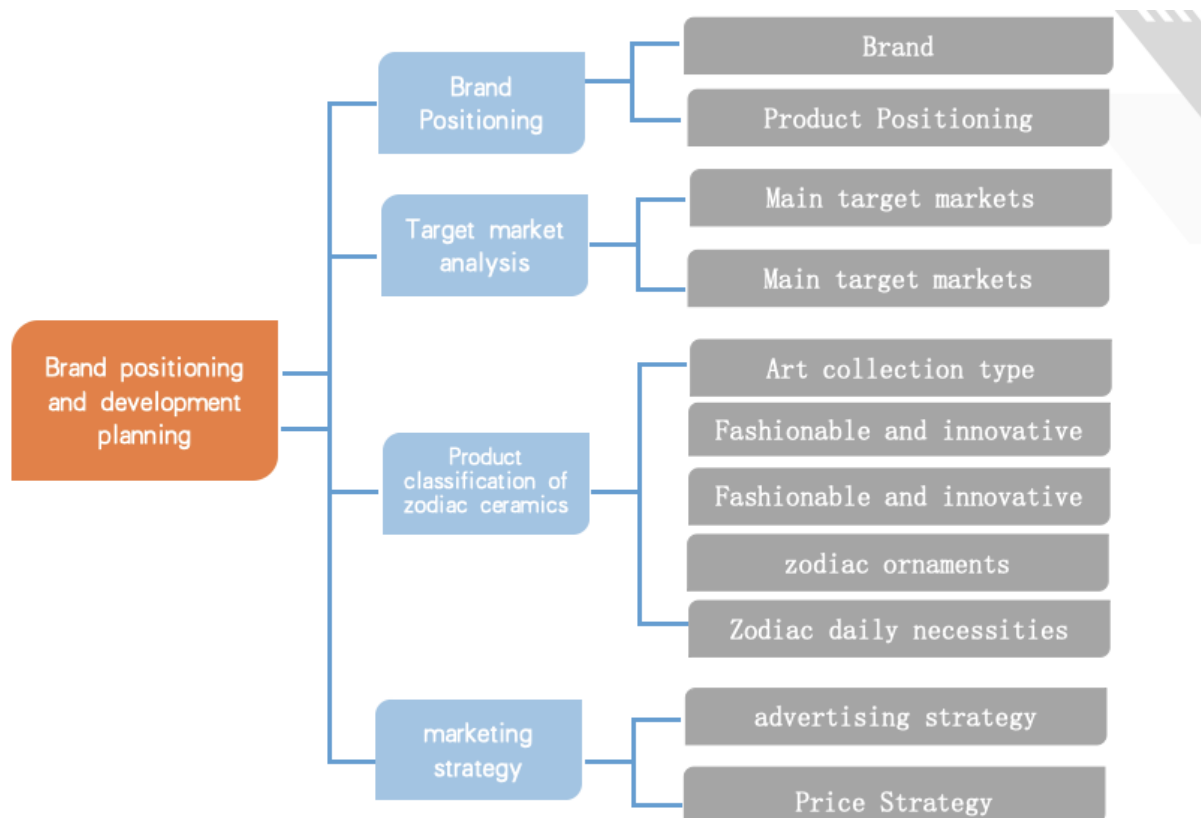 Brand positioning
and development
planning
Brand
Positioning
Brand
Product Positioning
Target market
analysis
Main target markets
Main target markets
Product
classification of
zodiac ceramics
Art collection type
Fashionable and innovative
Fashionable and innovative
zodiac ornaments
Zodiac daily necessities
marketing
strategy
advertising strategy
Price Strategy